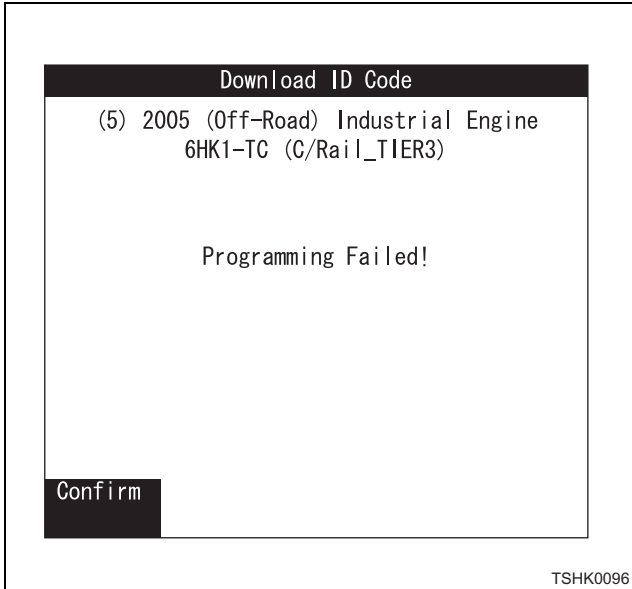 Download ID Code
(5) 2005 (Off-Road) Industrial Engine
6HK1-TC (C/Rail_TIER3)
Programming Failed!
Confirm
TSHK0096